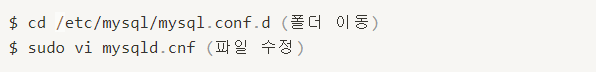 $ cd /etc/mysql/mysql.conf.d (폴더 이동)
$ sudo vi mysqld.cnf (파일 수정)